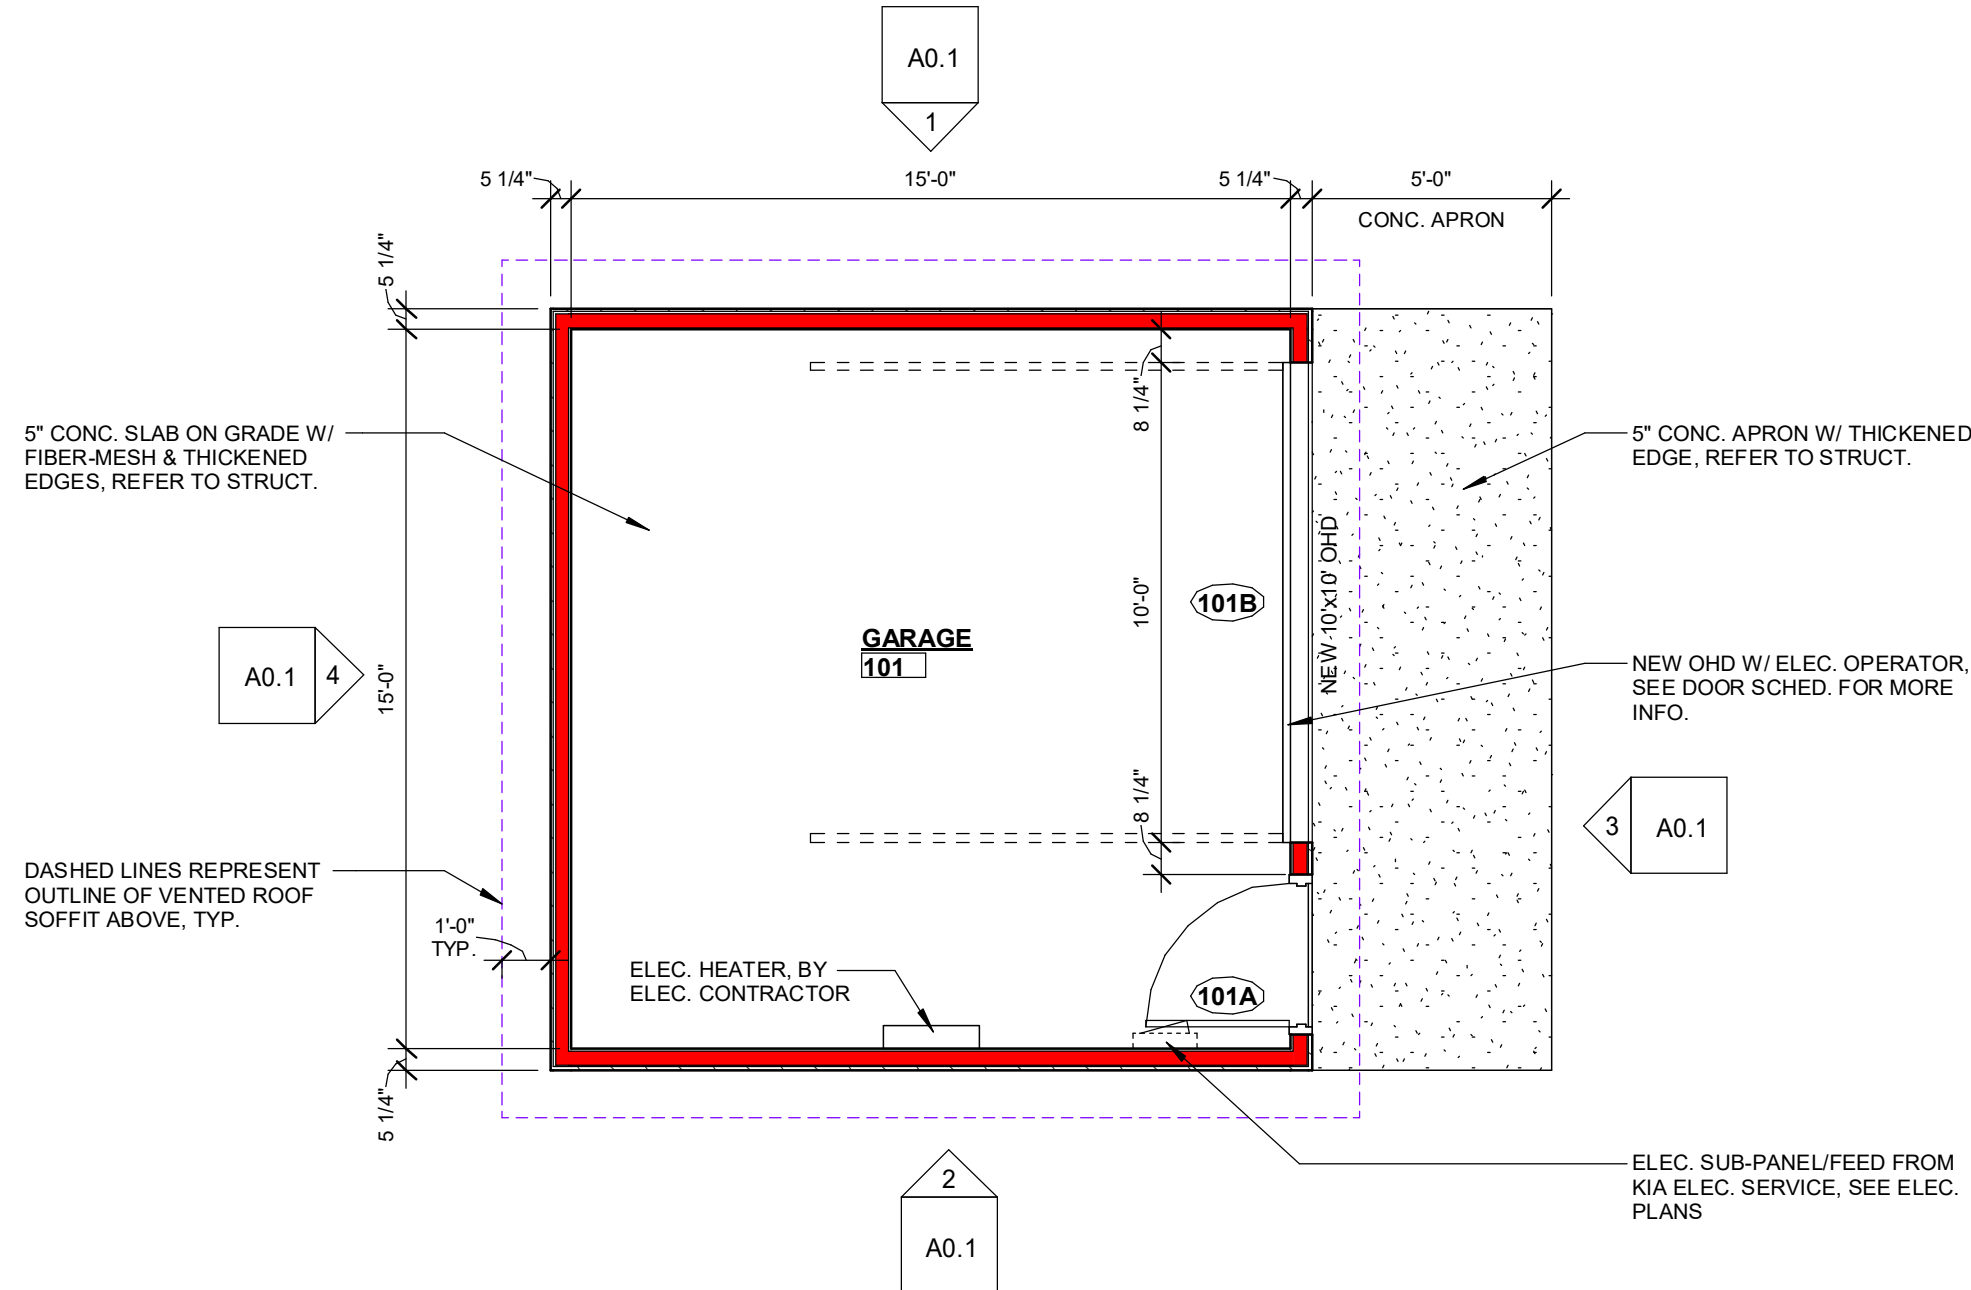 A0.1
1
5 1/4"
15'-0"
5 1/4"
5'-0"
CONC. APRON
5 1/4"
8 1/4"
5" CONC. SLAB ON GRADE W/
FIBER-MESH & THICKENED
EDGES, REFER TO STRUCT.
5" CONC. APRON W/ THICKENED
EDGE, REFER TO STRUCT.
NEW 10'x10' OHD
10'-0"
101B
GARAGE
101
A0.1
4
15'-0"
NEW OHD W/ ELEC. OPERATOR,
SEE DOOR SCHED. FOR MORE
INFO.
8 1/4"
3
A0.1
DASHED LINES REPRESENT
OUTLINE OF VENTED ROOF
SOFFIT ABOVE, TYP.
1'-0"
TYP.
ELEC. HEATER, BY
ELEC. CONTRACTOR
101A
5 1/4"
2
A0.1
ELEC. SUB-PANEL/FEED FROM
KIA ELEC. SERVICE, SEE ELEC.
PLANS